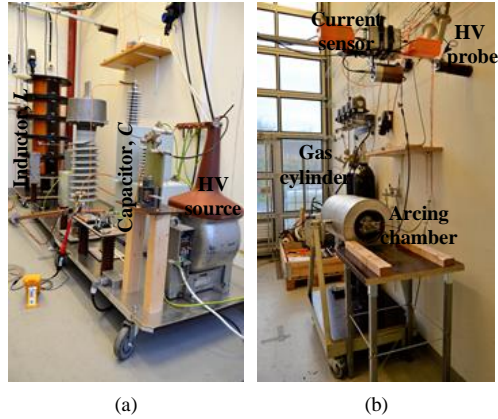 Inductor, L
Capacitor, C
HV
source
Current
sensor
HV
probe
Gas
cylinder
Arcing
chamber
(a)
(b)